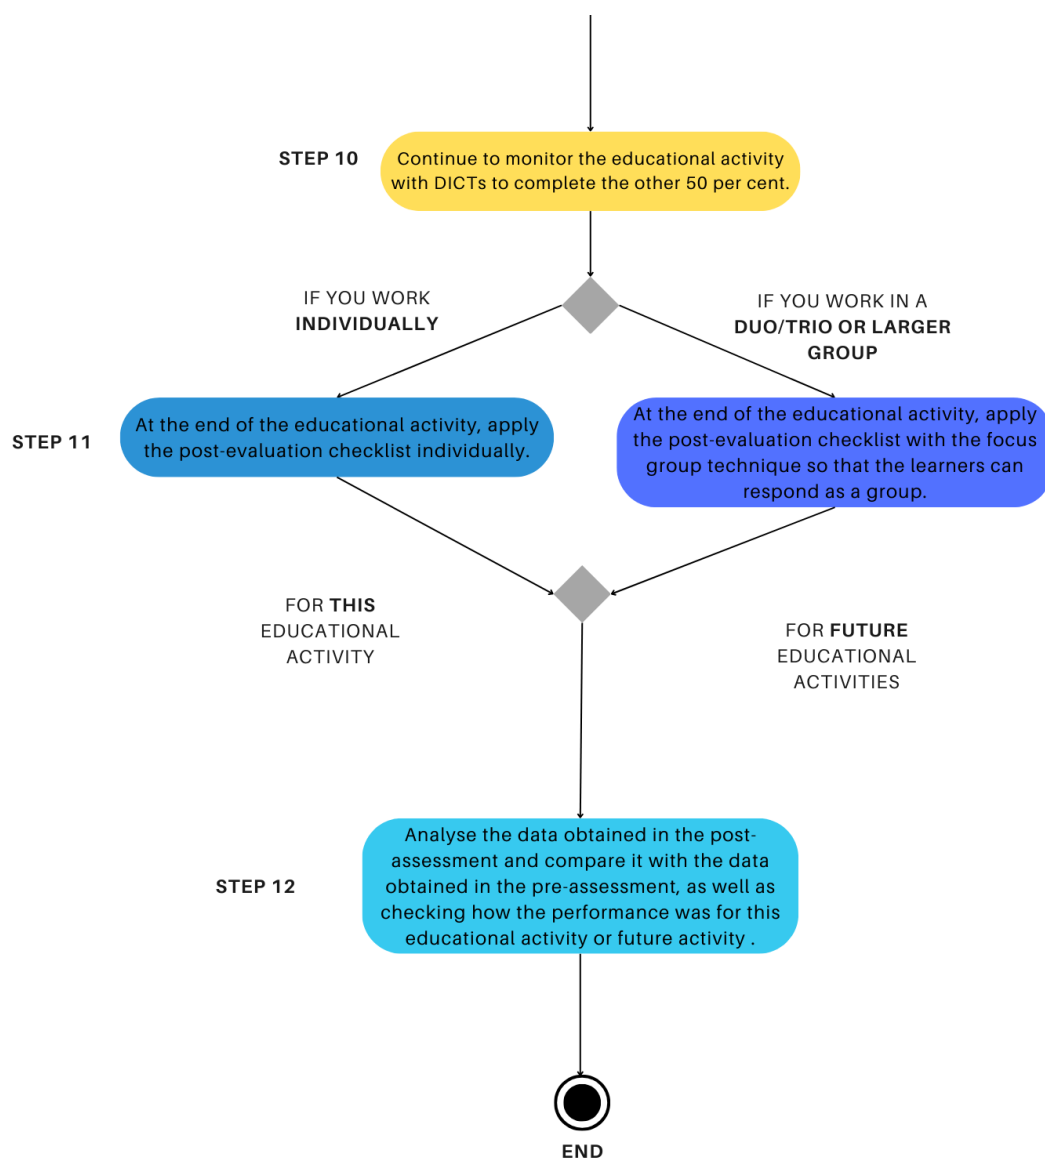 STEP 10
Continue to monitor the educational activity
with DICTs to complete the other 50 per cent.
IF YOU WORK
INDIVIDUALLY
IF YOU WORK IN A
DUO/TRIO OR LARGER
GROUP
STEP 11
At the end of the educational activity, apply
the post-evaluation checklist individually.
At the end of the educational activity, apply
the post-evaluation checklist with the focus
group technique so that the learners can
respond as a group.
FOR THIS
EDUCATIONAL
ACTIVITY
FOR FUTURE
EDUCATIONAL
ACTIVITIES
STEP 12
Analyse the data obtained in the post-
assessment and compare it with the data
obtained in the pre-assessment, as well as
checking how the performance was for this
educational activity or future activity .
END